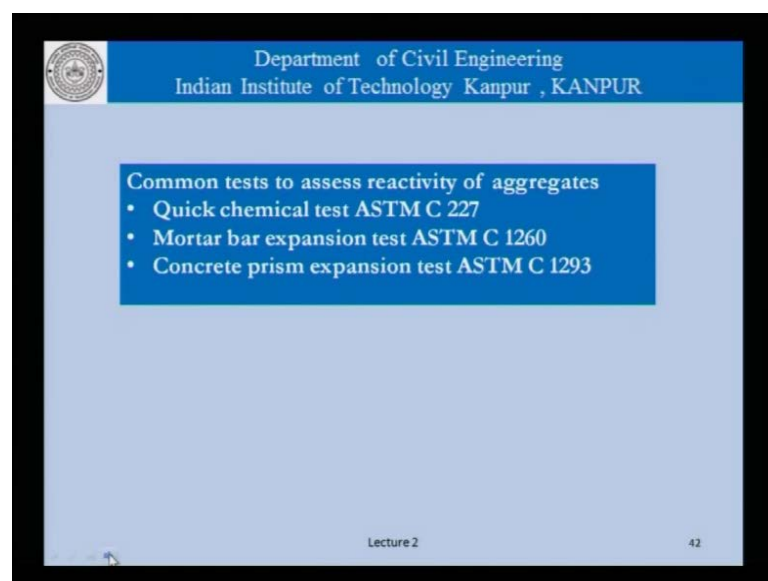 Department of Civil Engineering
Indian Institute of Technology Kanpur , KANPUR
Common tests to assess reactivity of aggregates
• Quick chemical test ASTM C 227
• Mortar bar expansion test ASTM C 1260
• Concrete prism expansion test ASTM C 1293
Lecture 2
42